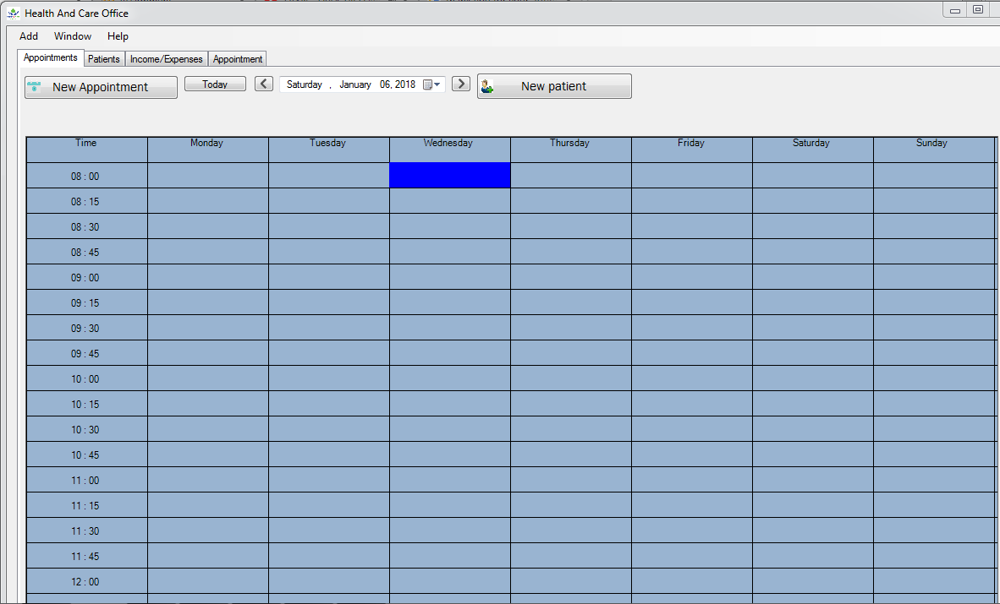 Health And Care Office
Add Window Help
Appointments Patients Income/Expenses Appointment
New Appointment Today Saturday , January 06, 2018 New patient
Time Monday Tuesday Wednesday Thursday Friday Saturday Sunday
08 : 00
08 : 15
08 : 30
08 : 45
09 : 00
09 : 15
09 : 30
09 : 45
10 : 00
10 : 15
10 : 30
10 : 45
11 : 00
11 : 15
11 : 30
11 : 45
12 : 00